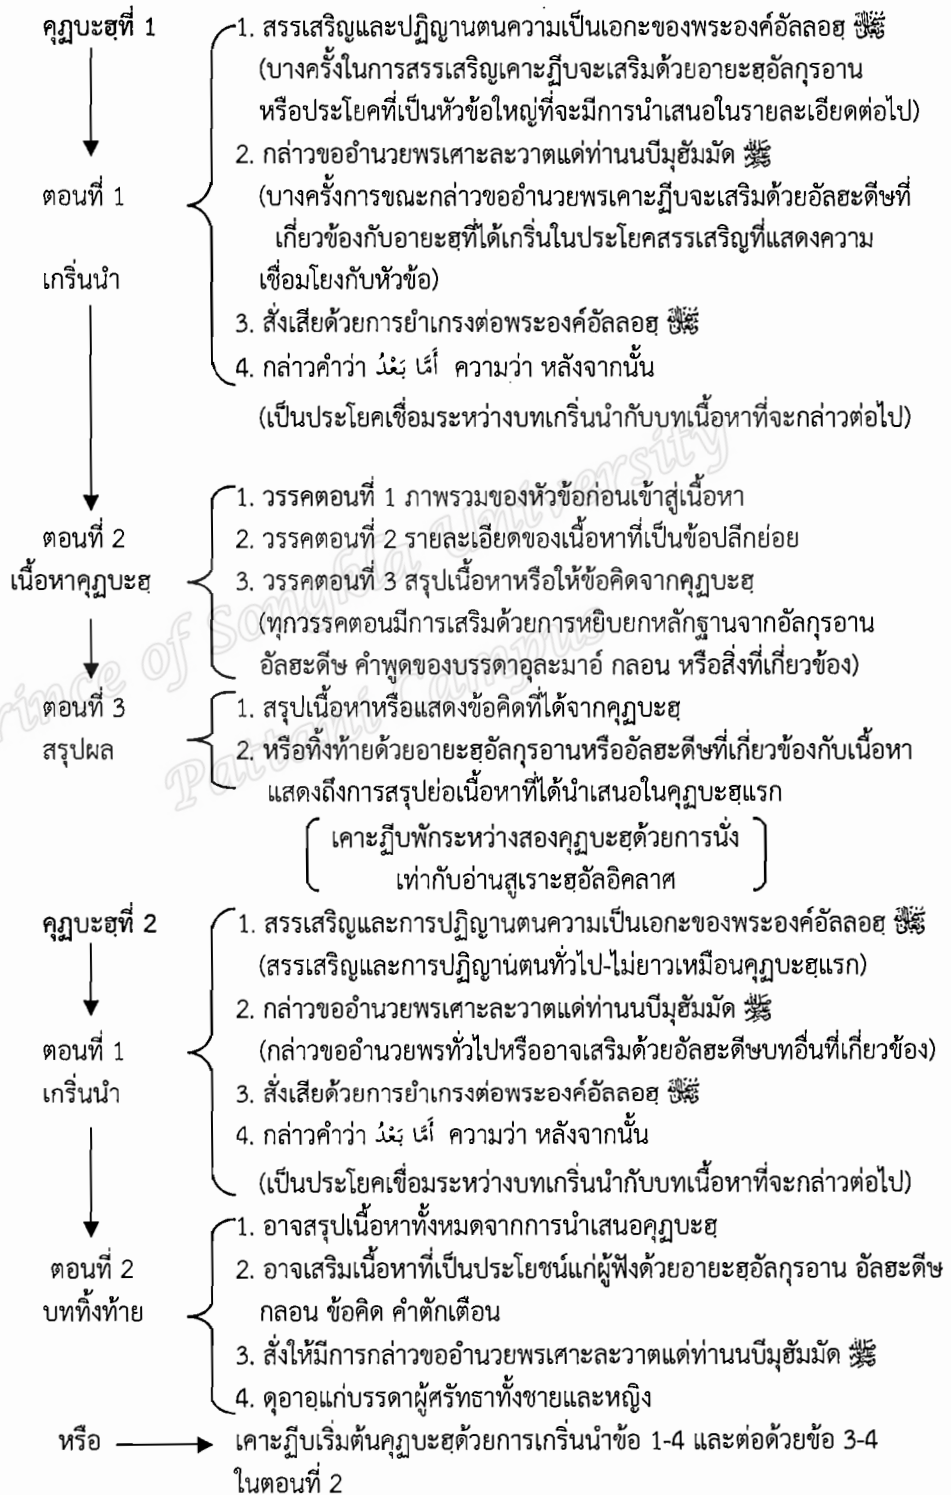 คุฏบะฮฺที่ 1
1. สรรเสริญและปฏิญานตนความเป็นเอกะของพระองค์อัลลอฮฺ ﷻ
(บางครั้งในการสรรเสริญเคาะฏีบจะเสริมด้วยอายะฮฺอัลกุรอาน
หรือประโยคที่เป็นหัวข้อใหญ่ที่จะมีการนำเสนอในรายละเอียดต่อไป)
2. กล่าวขออำนวยพรเศาะละวาตแด่ท่านนบีมุฮัมมัด ﷺ
ตอนที่ 1
(บางครั้งการขณะกล่าวขออำนวยพรเคาะฏีบจะเสริมด้วยอัลฮะดีษที่
เกี่ยวข้องกับอายะฮฺที่ได้เกริ่นในประโยคสรรเสริญที่แสดงความ
เกริ่นนำ
เชื่อมโยงกับหัวข้อ)
3. สั่งเสียด้วยการยำเกรงต่อพระองค์อัลลอฮฺ ﷻ
4. กล่าวคำว่า أَمَّا بَعْدُ ความว่า หลังจากนั้น
(เป็นประโยคเชื่อมระหว่างบทเกริ่นนำกับบทเนื้อหาที่จะกล่าวต่อไป)
1. วรรคตอนที่ 1 ภาพรวมของหัวข้อก่อนเข้าสู่เนื้อหา
ตอนที่ 2
2. วรรคตอนที่ 2 รายละเอียดของเนื้อหาที่เป็นข้อปลีกย่อย
เนื้อหาคุฏบะฮฺ
3. วรรคตอนที่ 3 สรุปเนื้อหาหรือให้ข้อคิดจากคุฏบะฮฺ
(ทุกวรรคตอนมีการเสริมด้วยการหยิบยกหลักฐานจากอัลกุรอาน
อัลฮะดีษ คำพูดของบรรดาอุละมาอ์ กลอน หรือสิ่งที่เกี่ยวข้อง)
ตอนที่ 3
1. สรุปเนื้อหาหรือแสดงข้อคิดที่ได้จากคุฏบะฮฺ
สรุปผล
2. หรือทิ้งท้ายด้วยอายะฮฺอัลกุรอานหรืออัลฮะดีษที่เกี่ยวข้องกับเนื้อหา
แสดงถึงการสรุปย่อเนื้อหาที่ได้นำเสนอในคุฏบะฮฺแรก
เคาะฏีบพักระหว่างสองคุฏบะฮฺด้วยการนั่ง
เท่ากับอ่านสูเราะฮฺอัลอิคลาศ
คุฏบะฮฺที่ 2
1. สรรเสริญและการปฏิญานตนความเป็นเอกะของพระองค์อัลลอฮฺ ﷻ
(สรรเสริญและการปฏิญานตนทั่วไป-ไม่ยาวเหมือนคุฏบะฮฺแรก)
2. กล่าวขออำนวยพรเศาะละวาตแด่ท่านนบีมุฮัมมัด ﷺ
ตอนที่ 1
(กล่าวขออำนวยพรทั่วไปหรืออาจเสริมด้วยอัลฮะดีษบทอื่นที่เกี่ยวข้อง)
เกริ่นนำ
3. สั่งเสียด้วยการยำเกรงต่อพระองค์อัลลอฮฺ ﷻ
4. กล่าวคำว่า أَمَّا بَعْدُ ความว่า หลังจากนั้น
(เป็นประโยคเชื่อมระหว่างบทเกริ่นนำกับบทเนื้อหาที่จะกล่าวต่อไป)
1. อาจสรุปเนื้อหาทั้งหมดจากการนำเสนอคุฏบะฮฺ
ตอนที่ 2
2. อาจเสริมเนื้อหาที่เป็นประโยชน์แก่ผู้ฟังด้วยอายะฮฺอัลกุรอาน อัลฮะดีษ
บททิ้งท้าย
กลอน ข้อคิด คำตักเตือน
3. สั่งให้มีการกล่าวขออำนวยพรเศาะละวาตแด่ท่านนบีมุฮัมมัด ﷺ
4. ดุอาอฺแก่บรรดาผู้ศรัทธาทั้งชายและหญิง
หรือ
เคาะฏีบเริ่มต้นคุฏบะฮฺด้วยการเกริ่นนำข้อ 1-4 และต่อด้วยข้อ 3-4
ในตอนที่ 2
Prince of Songkla University
Pattani Campus